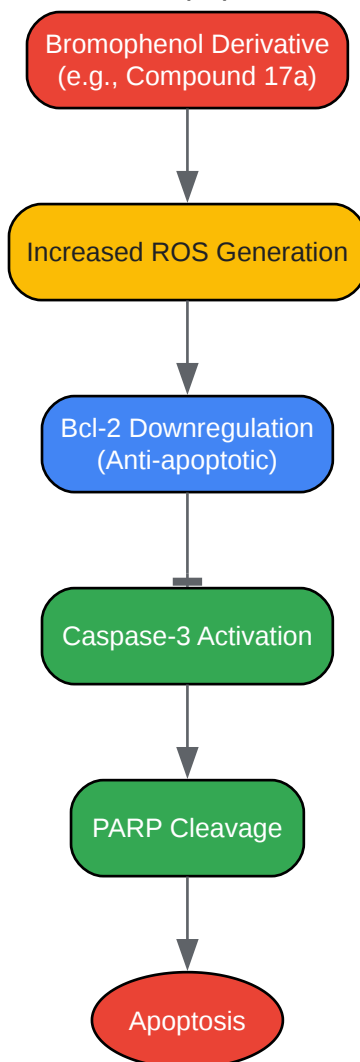 Bromophenol Derivative
(e.g., Compound 17a)
Increased ROS Generation
Bcl-2 Downregulation
(Anti-apoptotic)
Caspase-3 Activation
PARP Cleavage
Apoptosis